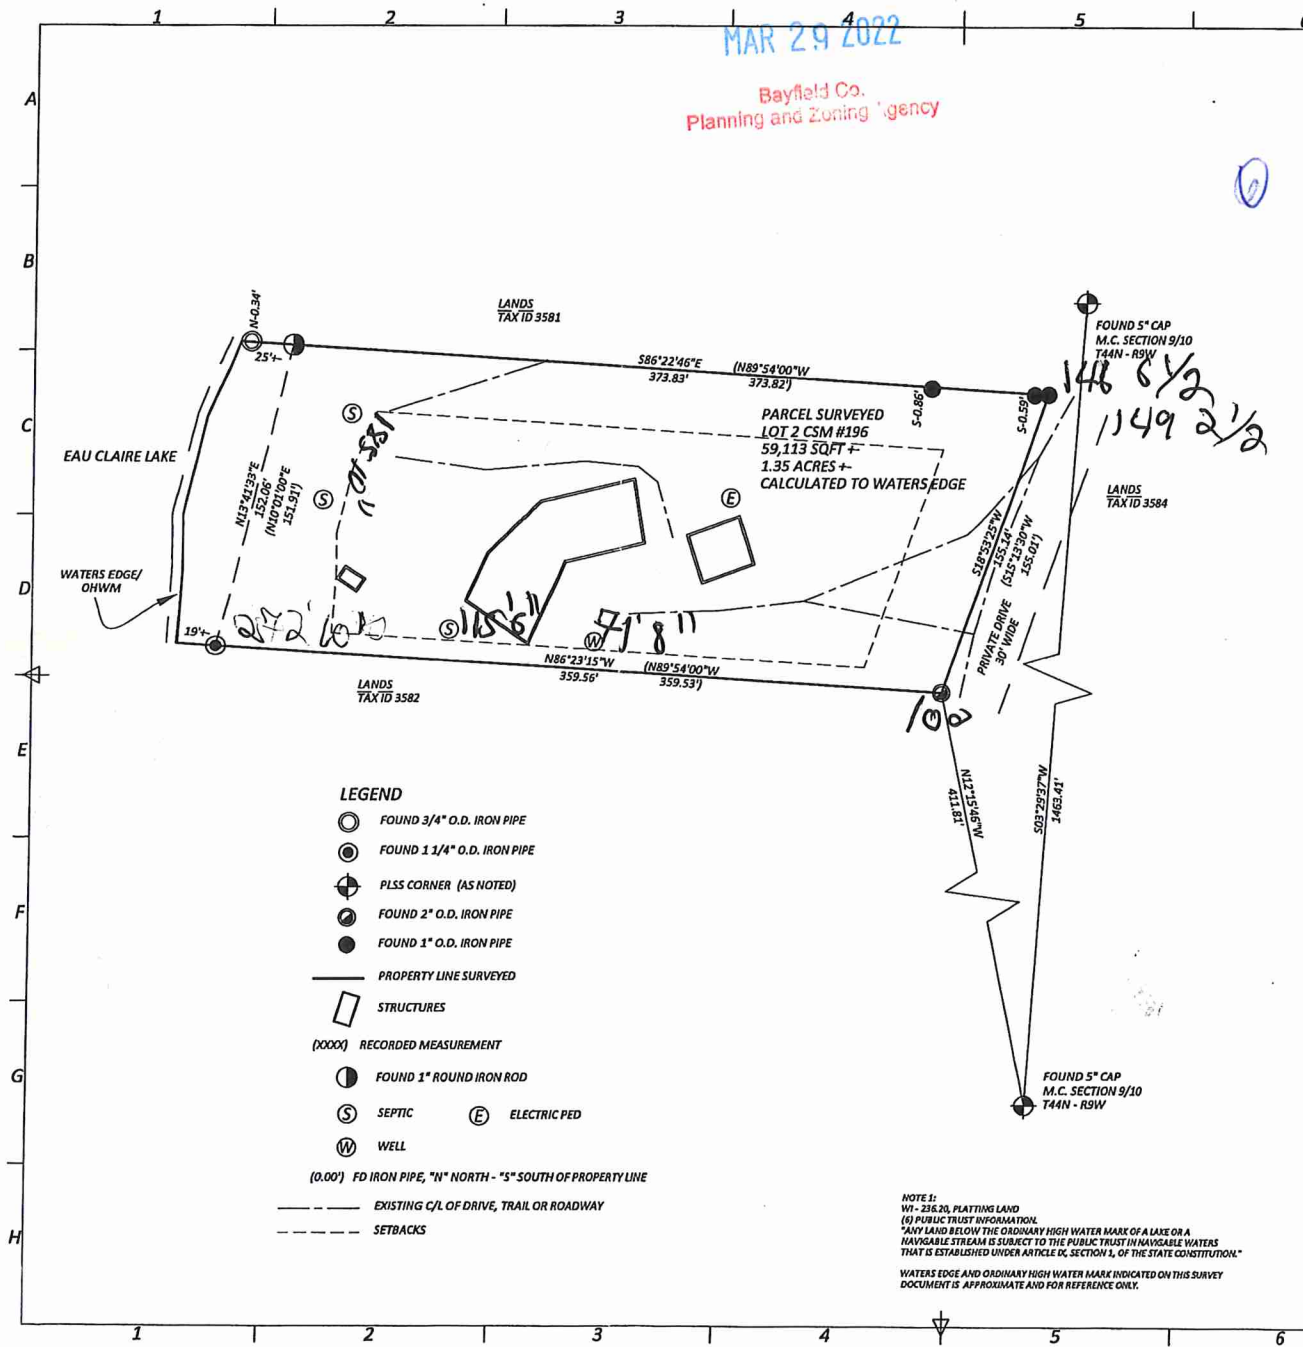 1 2 3 4 5 6
MAR 29 2022
Bayfield Co.
Planning and Zoning Agency
A
B
C
D
E
F
G
H
LANDS
TAX ID 3581
N-0.34'
25'+-
S86°22'46"E (N89°54'00"W
373.83' 373.82')
FOUND 5" CAP
M.C. SECTION 9/10
T44N - R9W
146 6 1/2
1149 2 1/2
S-0.86'
S-0.59'
PARCEL SURVEYED
LOT 2 CSM #196
59,113 SQFT +-
1.35 ACRES +-
CALCULATED TO WATERS EDGE
EAU CLAIRE LAKE
N13°41'33"E
152.06'
(N10°01'00"E
151.91')
S
S
E
LANDS
TAX ID 3584
S18°53'25"W
155.14'
(S15°13'30"W
155.01')
WATERS EDGE/
OHWM
PRIVATE DRIVE
30' WIDE
19'+-
S
115' 6"
W
N86°23'15"W (N89°54'00"W
359.56' 359.53')
LANDS
TAX ID 3582
100
N12°15'46"W
411.81'
S03°29'37"W
1463.41'
LEGEND
FOUND 3/4" O.D. IRON PIPE
FOUND 1 1/4" O.D. IRON PIPE
PLSS CORNER (AS NOTED)
FOUND 2" O.D. IRON PIPE
FOUND 1" O.D. IRON PIPE
PROPERTY LINE SURVEYED
STRUCTURES
(XXXX) RECORDED MEASUREMENT
FOUND 1" ROUND IRON ROD
S SEPTIC E ELECTRIC PED
W WELL
(0.00') FD IRON PIPE, "N" NORTH - "S" SOUTH OF PROPERTY LINE
EXISTING C/L OF DRIVE, TRAIL OR ROADWAY
SETBACKS
FOUND 5" CAP
M.C. SECTION 9/10
T44N - R9W
NOTE 1:
WI - 236.20, PLATTING LAND
(6) PUBLIC TRUST INFORMATION.
"ANY LAND BELOW THE ORDINARY HIGH WATER MARK OF A LAKE OR A
NAVIGABLE STREAM IS SUBJECT TO THE PUBLIC TRUST IN NAVIGABLE WATERS
THAT IS ESTABLISHED UNDER ARTICLE IX, SECTION 1, OF THE STATE CONSTITUTION."
WATERS EDGE AND ORDINARY HIGH WATER MARK INDICATED ON THIS SURVEY
DOCUMENT IS APPROXIMATE AND FOR REFERENCE ONLY.
1 2 3 4 5 6